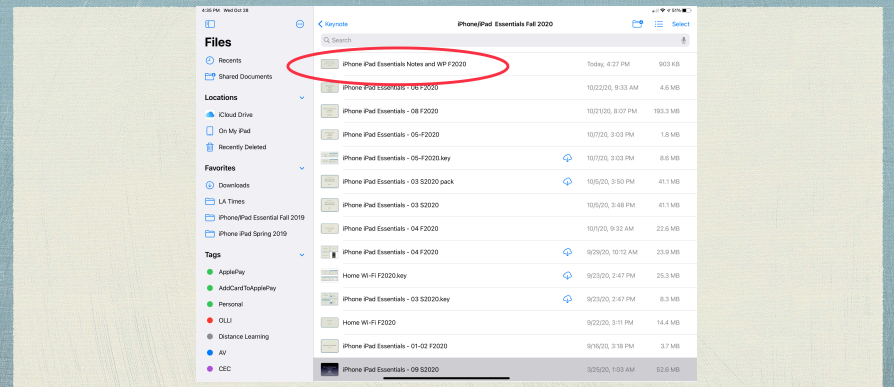 4:35 PM Wed Oct 28
51%
Files
Recents
Shared Documents
Locations
iCloud Drive
On My iPad
Recently Deleted
Favorites
Downloads
LA Times
iPhone/iPad Essential Fall 2019
iPhone iPad Spring 2019
Tags
ApplePay
AddCardToApplePay
Personal
OLLI
Distance Learning
AV
CEC
Keynote
iPhone/iPad Essentials Fall 2020
Select
Search
iPhone iPad Essentials Notes and WP F2020 Today, 4:27 PM 903 KB
iPhone iPad Essentials - 06 F2020 10/22/20, 9:33 AM 4.6 MB
iPhone iPad Essentials - 08 F2020 10/21/20, 8:07 PM 193.3 MB
iPhone iPad Essentials - 05-F2020 10/7/20, 3:03 PM 1.8 MB
iPhone iPad Essentials - 05-F2020.key 10/7/20, 3:03 PM 8.6 MB
iPhone iPad Essentials - 03 S2020 pack 10/5/20, 3:50 PM 41.1 MB
iPhone iPad Essentials - 03 S2020 10/5/20, 3:48 PM 41.1 MB
iPhone iPad Essentials - 04 F2020 10/1/20, 9:32 AM 22.6 MB
iPhone iPad Essentials - 04 F2020 9/29/20, 10:12 AM 23.9 MB
Home Wi-Fi F2020.key 9/23/20, 2:47 PM 25.3 MB
iPhone iPad Essentials - 03 S2020.key 9/23/20, 2:47 PM 8.3 MB
Home Wi-Fi F2020 9/22/20, 3:11 PM 14.4 MB
iPhone iPad Essentials - 01-02 F2020 9/16/20, 3:18 PM 3.7 MB
iPhone iPad Essentials - 09 S2020 3/25/20, 1:03 AM 52.6 MB